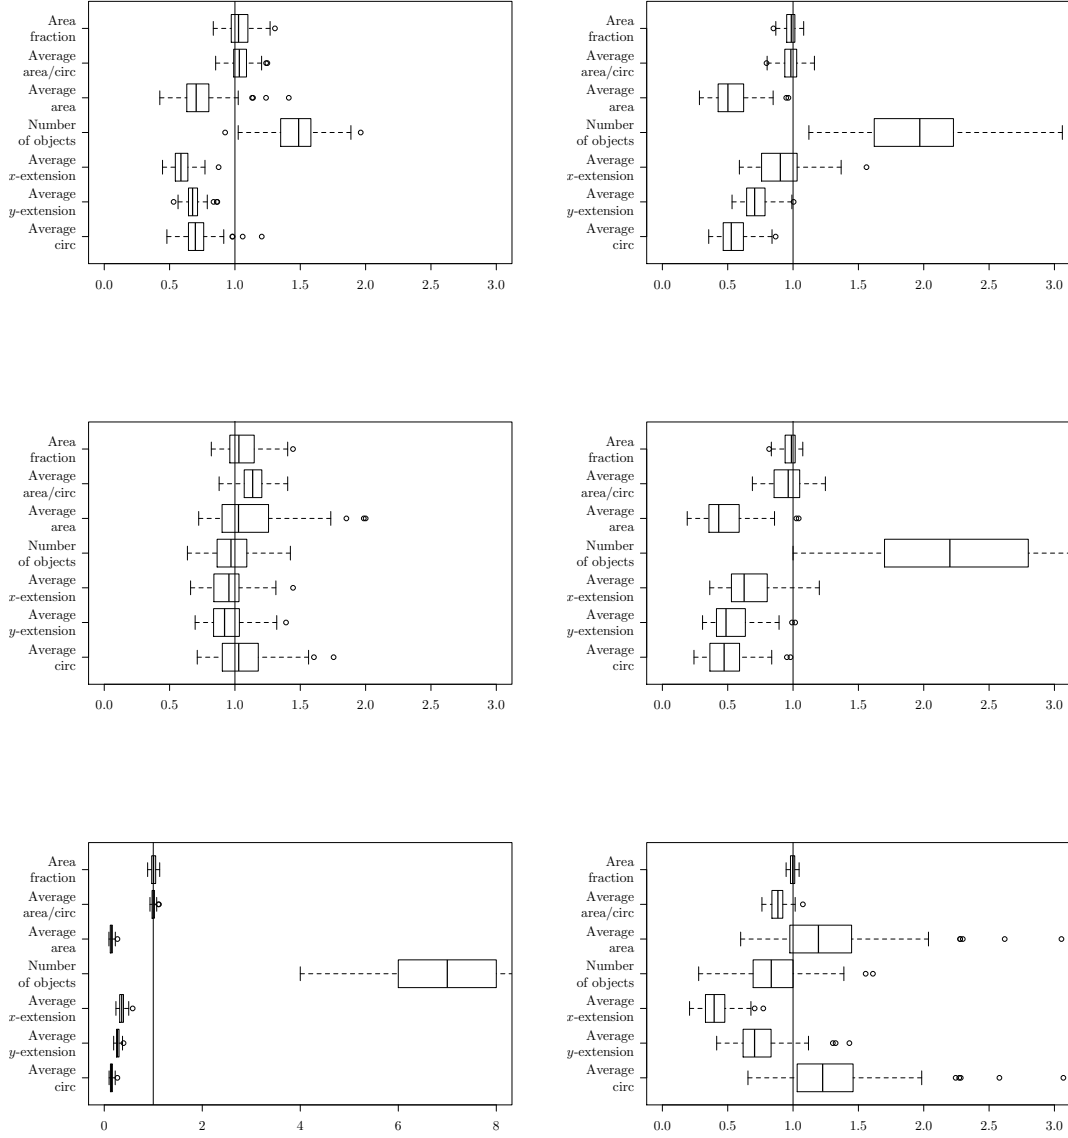 Area
fraction
Average
area/circ
Average
area
Number
of objects
Average
x-extension
Average
y-extension
Average
circ
0.0 0.5 1.0 1.5 2.0 2.5 3.0
Area
fraction
Average
area/circ
Average
area
Number
of objects
Average
x-extension
Average
y-extension
Average
circ
0.0 0.5 1.0 1.5 2.0 2.5 3.0
Area
fraction
Average
area/circ
Average
area
Number
of objects
Average
x-extension
Average
y-extension
Average
circ
0.0 0.5 1.0 1.5 2.0 2.5 3.0
Area
fraction
Average
area/circ
Average
area
Number
of objects
Average
x-extension
Average
y-extension
Average
circ
0.0 0.5 1.0 1.5 2.0 2.5 3.0
Area
fraction
Average
area/circ
Average
area
Number
of objects
Average
x-extension
Average
y-extension
Average
circ
0 2 4 6 8
Area
fraction
Average
area/circ
Average
area
Number
of objects
Average
x-extension
Average
y-extension
Average
circ
0.0 0.5 1.0 1.5 2.0 2.5 3.0